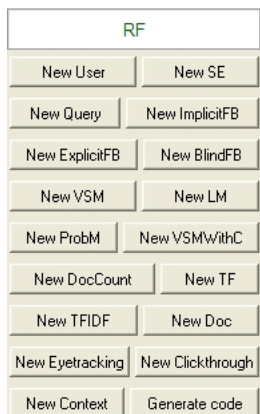 RF
New User New SE
New Query New ImplicitFB
New ExplicitFB New BlindFB
New VSM New LM
New ProbM New VSMWithC
New DocCount New TF
New TFIDF New Doc
New Eyetracking New Clickthrough
New Context Generate code